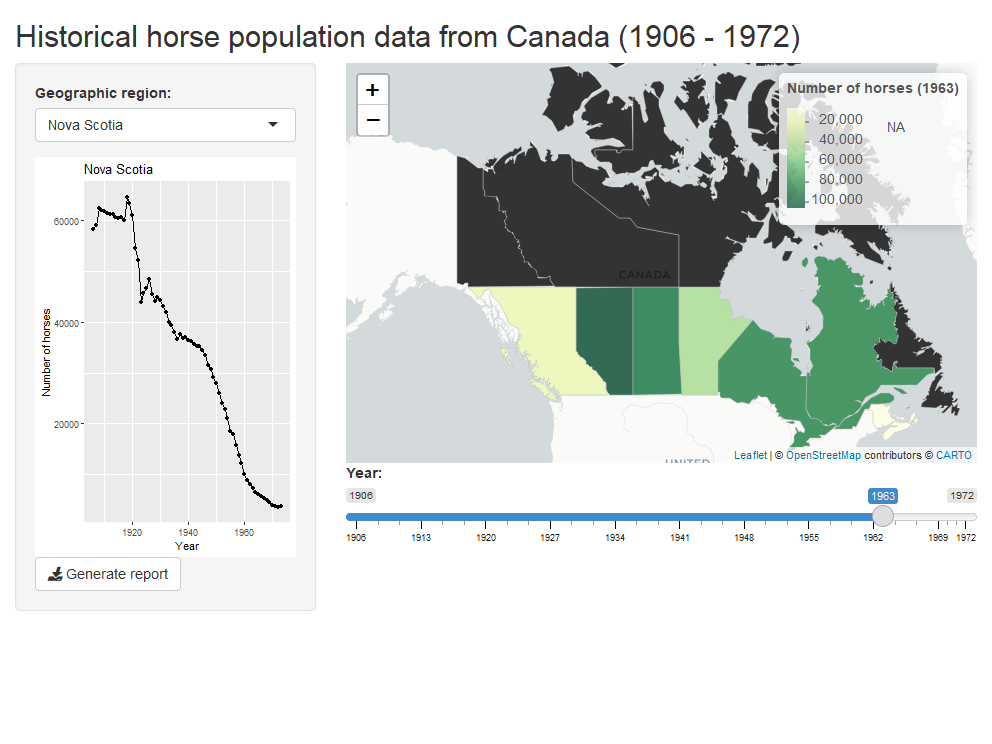 Historical horse population data from Canada (1906 - 1972)
Geographic region:
Nova Scotia
Nova Scotia
60000
40000
20000
Number of horses
1920 1940 1960
Year
Generate report
+
−
CANADA
UNITED
Number of horses (1963)
20,000
40,000
60,000
80,000
100,000
NA
Leaflet | © OpenStreetMap contributors © CARTO
Year:
1906 1963 1972
1906 1913 1920 1927 1934 1941 1948 1955 1962 1969 1972